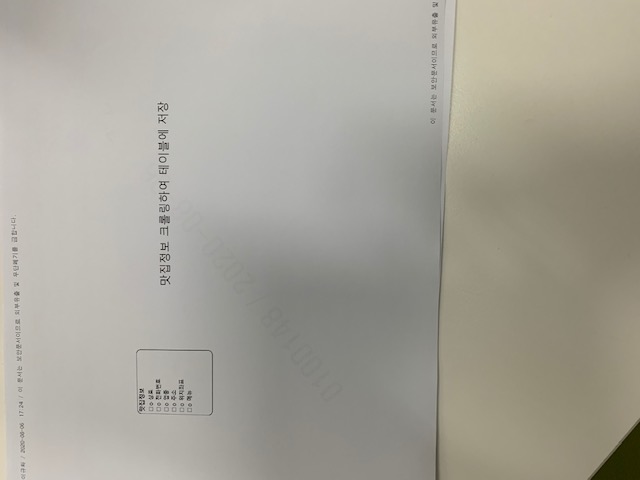 이규화 / 2020-08-06 17:24 / 이 문서는 보안문서이므로 외부유출 및 무단폐기를 금합니다.
맛집정보
□ o 상호
□ o 전화번호
□ o 업종
□ o 주소
□ o 위치좌표
□ o 메뉴
맛집정보 크롤링하여 테이블에 저장
0100148 / 2020-08
이 문서는 보안문서이므로 외부유출 및